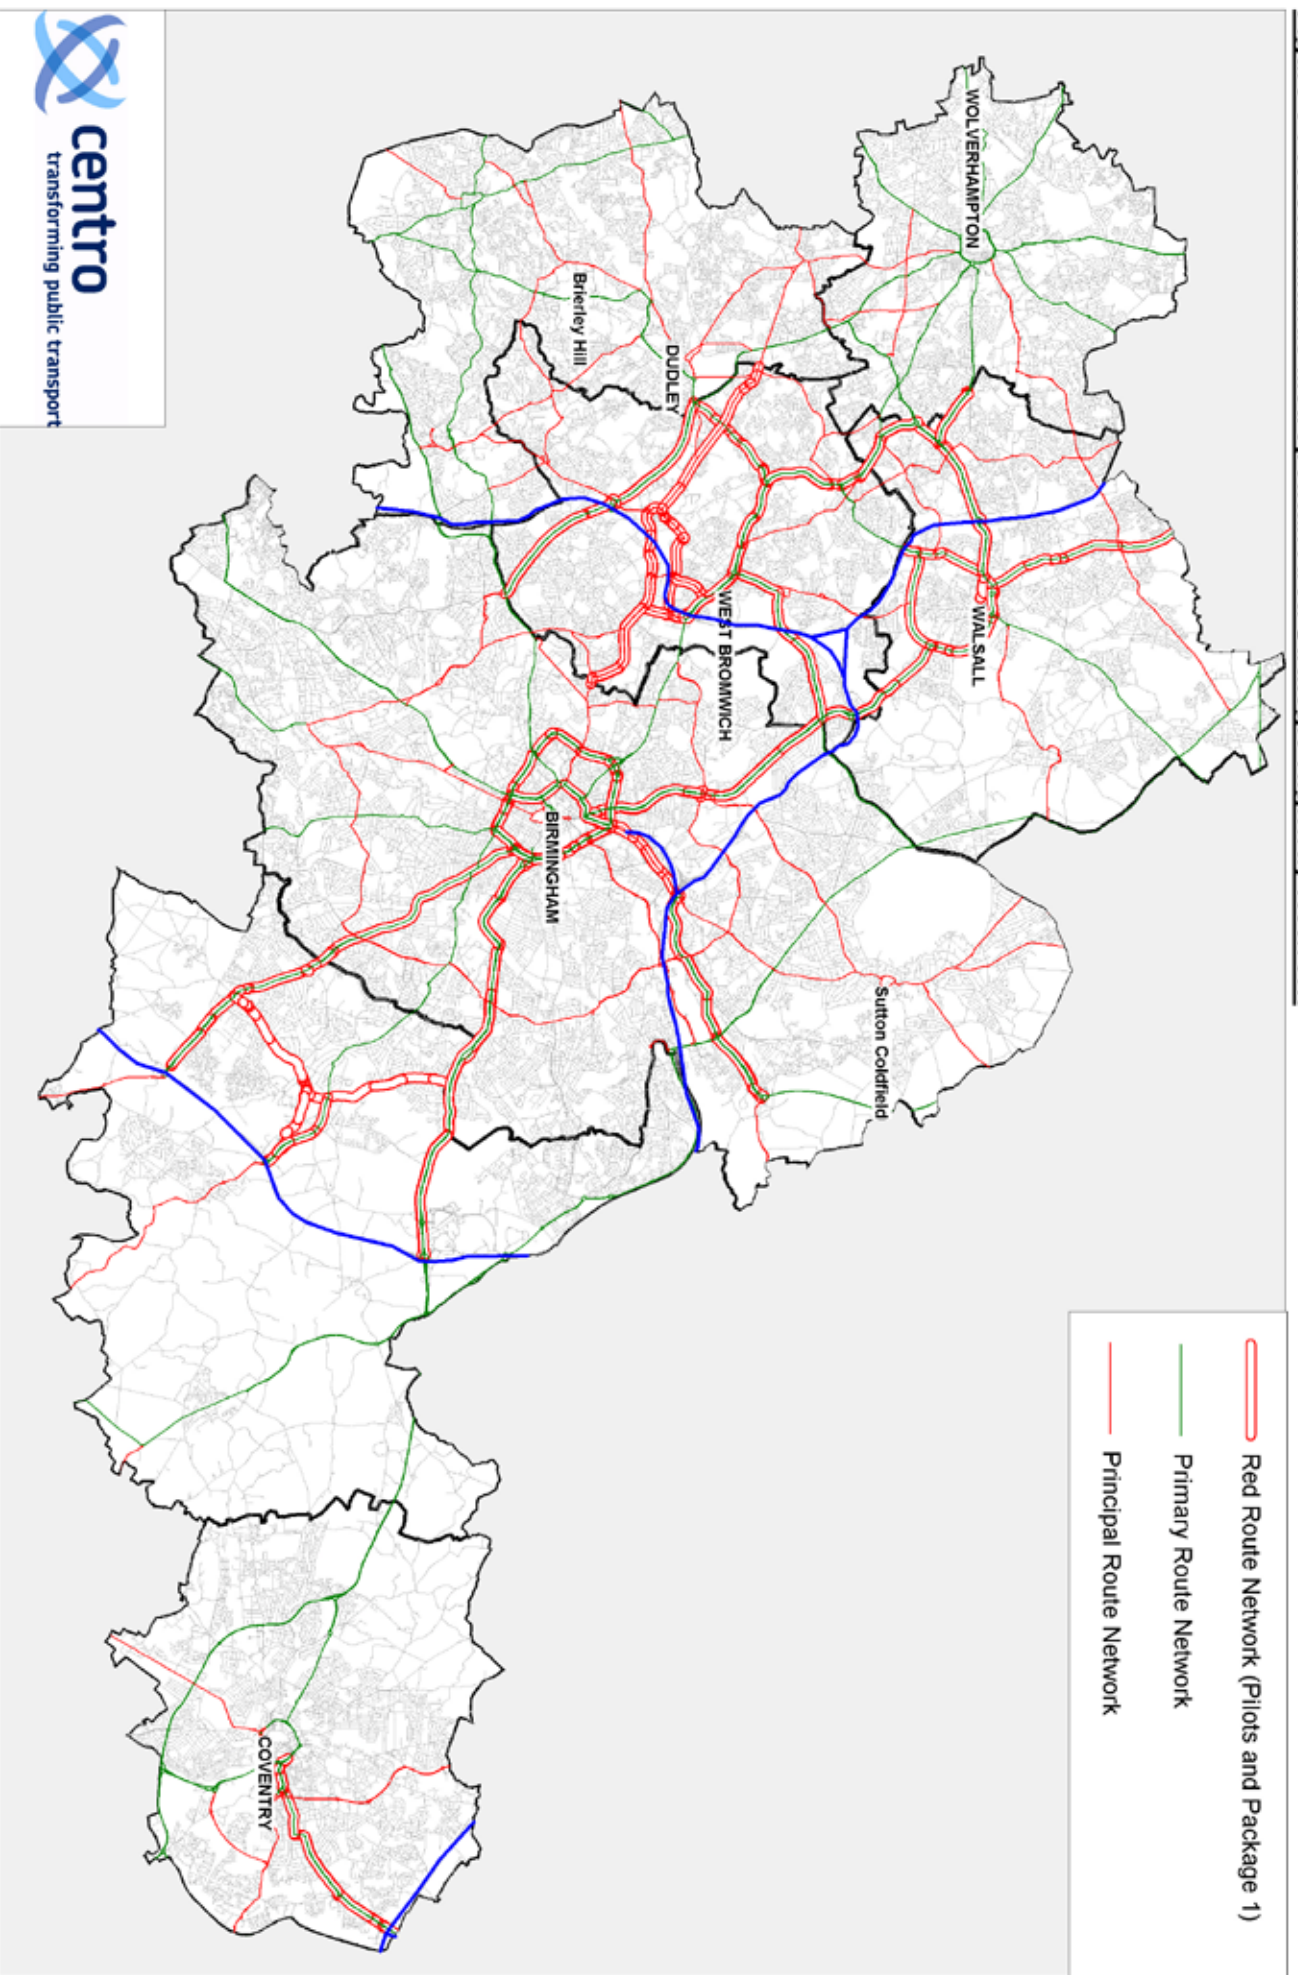 Red Route Network (Pilots and Package 1)
Primary Route Network
Principal Route Network
WOLVERHAMPTON
WALSALL
Sutton Coldfield
WEST BROMWICH
DUDLEY
Brierley Hill
BIRMINGHAM
COVENTRY
centro
transforming public transport